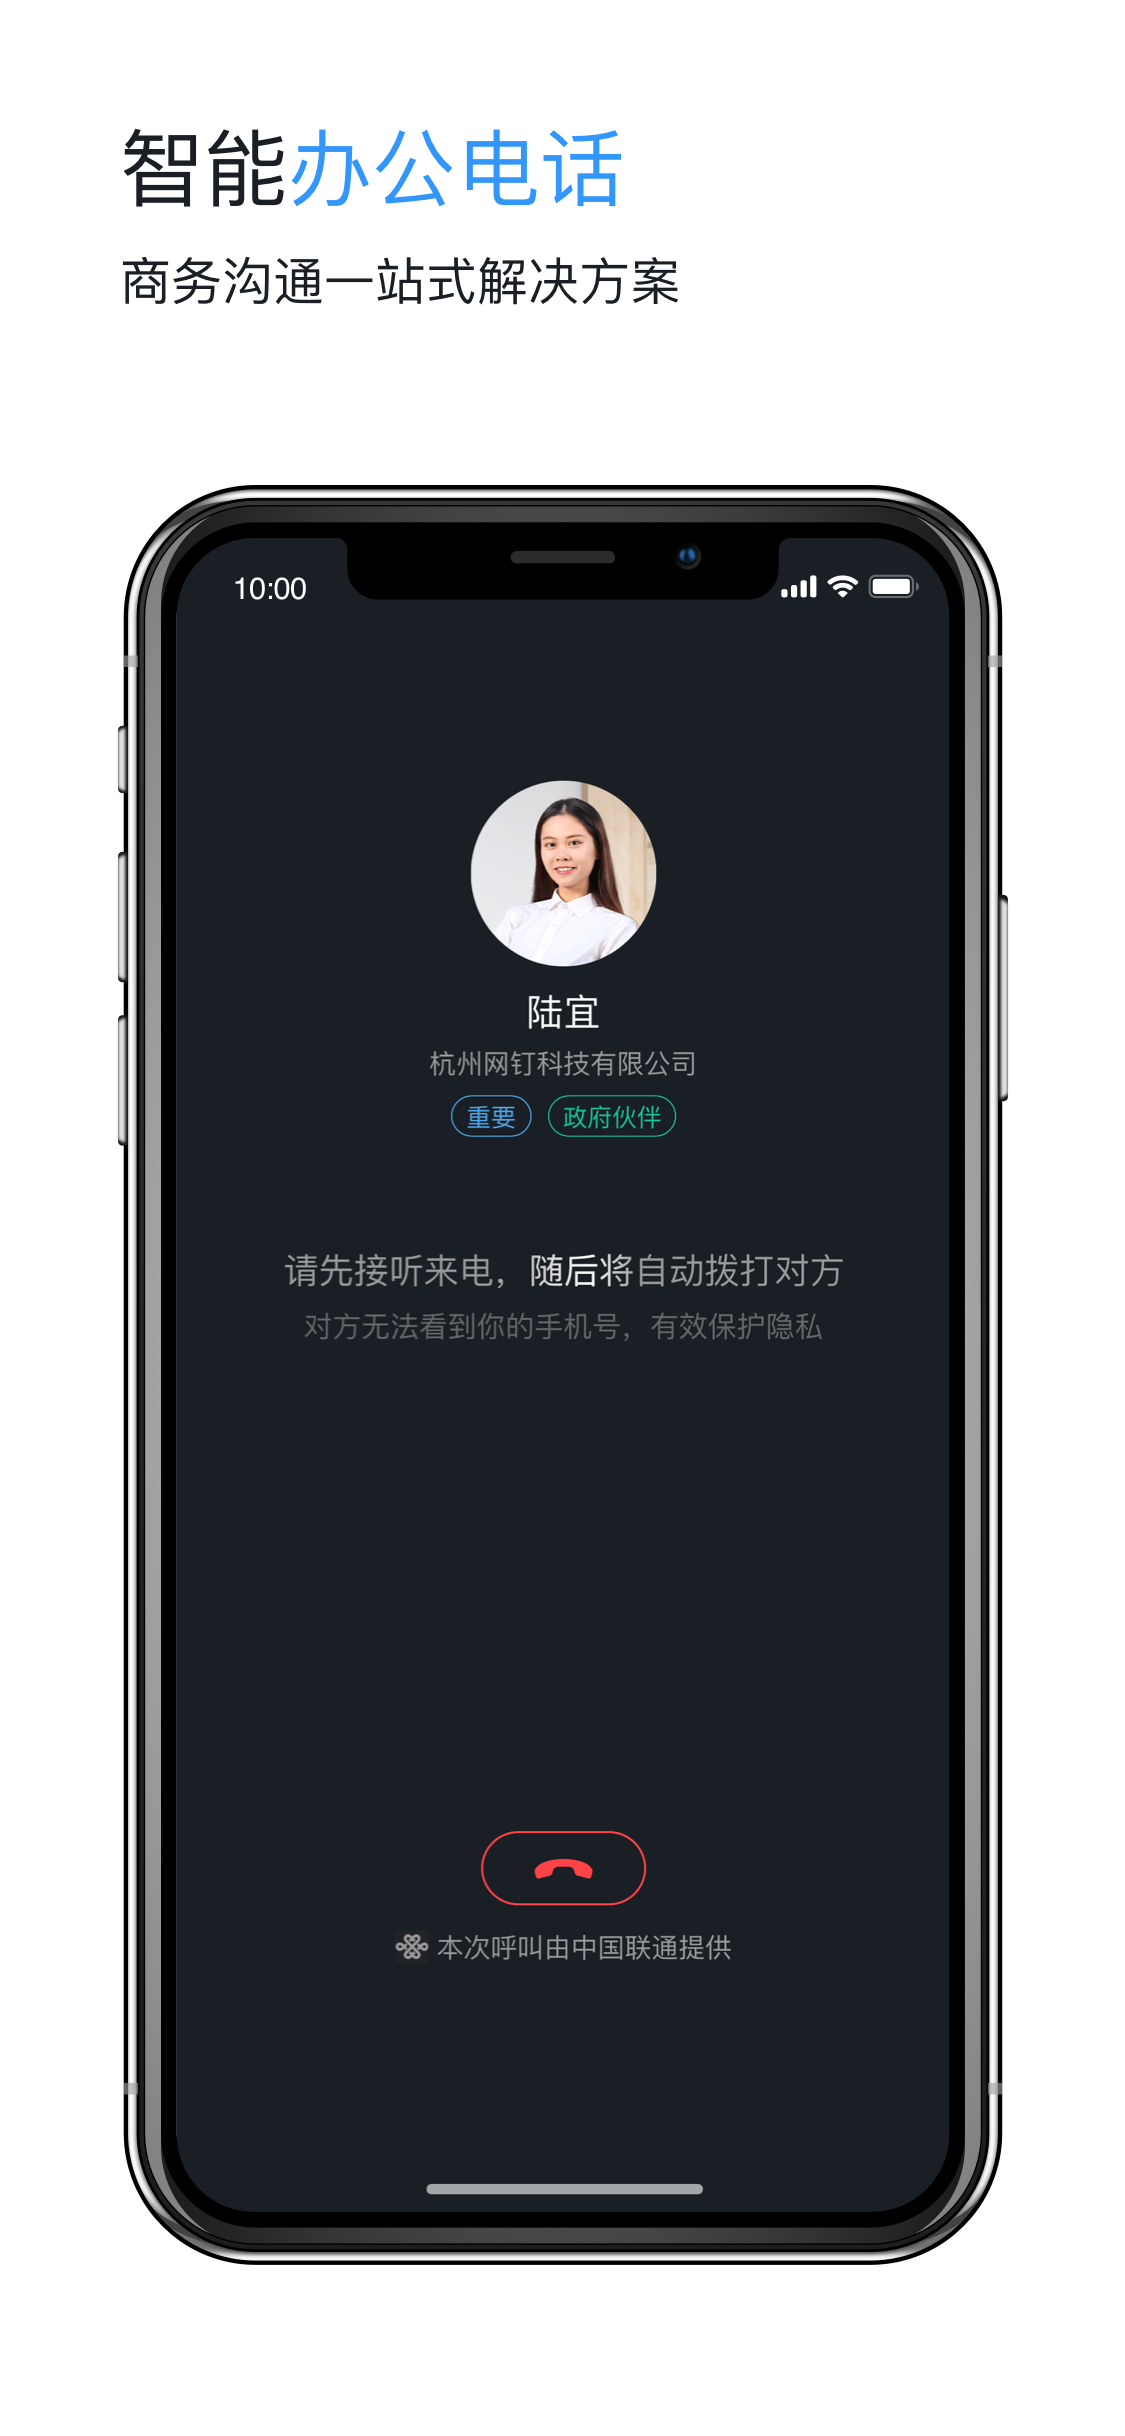 智能办公电话
商务沟通一站式解决方案
10:00
陆宜
杭州网钉科技有限公司
重要 政府伙伴
请先接听来电，随后将自动拨打对方
对方无法看到你的手机号，有效保护隐私
本次呼叫由中国联通提供